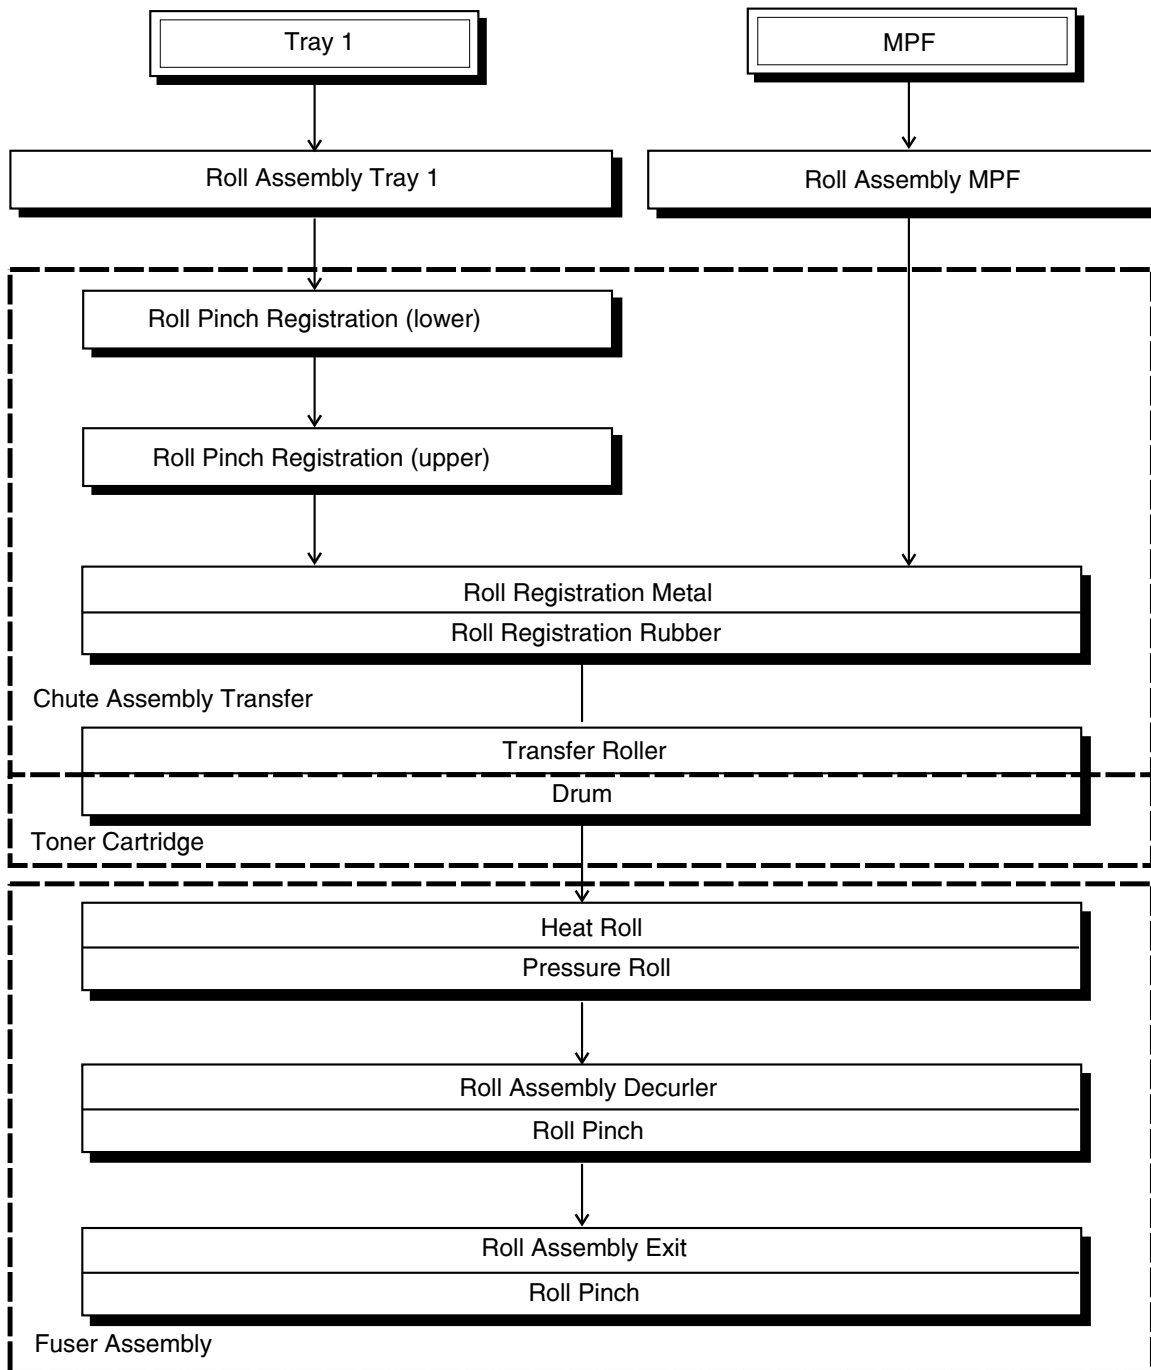 Tray 1
MPF
Roll Assembly Tray 1
Roll Assembly MPF
Roll Pinch Registration (lower)
Roll Pinch Registration (upper)
Roll Registration Metal
Roll Registration Rubber
Chute Assembly Transfer
Transfer Roller
Drum
Toner Cartridge
Heat Roll
Pressure Roll
Roll Assembly Decurler
Roll Pinch
Roll Assembly Exit
Roll Pinch
Fuser Assembly